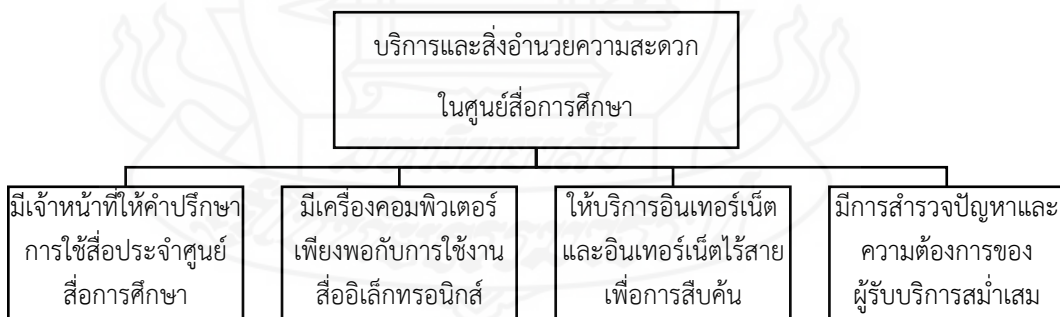 บริการและสิ่งอำนวยความสะดวก
ในศูนย์สื่อการศึกษา
มีเจ้าหน้าที่ให้คำปรึกษา
การใช้สื่อประจำศูนย์
สื่อการศึกษา
มีเครื่องคอมพิวเตอร์
เพียงพอกับการใช้งาน
สื่ออิเล็กทรอนิกส์
ให้บริการอินเทอร์เน็ต
และอินเทอร์เน็ตไร้สาย
เพื่อการสืบค้น
มีการสำรวจปัญหาและ
ความต้องการของ
ผู้รับบริการสม่ำเสม